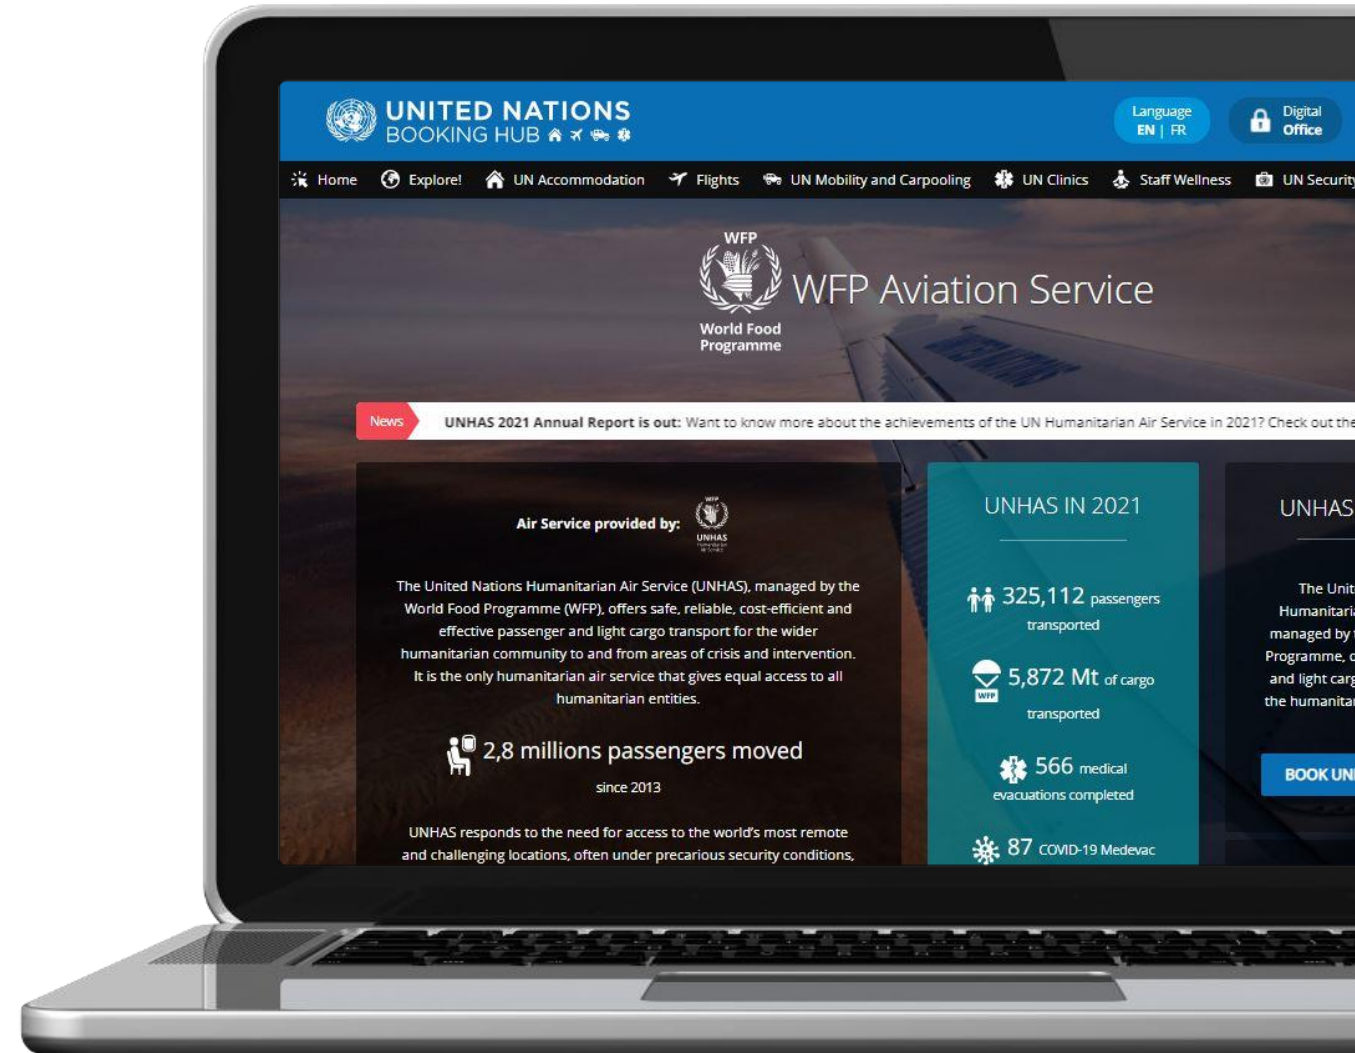 UNITED NATIONS
BOOKING HUB
Language
EN | FR
Digital
Office
Home
Explore!
UN Accommodation
Flights
UN Mobility and Carpooling
UN Clinics
Staff Wellness
UN Security
WFP
World Food
Programme
WFP Aviation Service
News
UNHAS 2021 Annual Report is out: Want to know more about the achievements of the UN Humanitarian Air Service in 2021? Check out the
Air Service provided by:
WFP
UNHAS
The United Nations Humanitarian Air Service (UNHAS), managed by the
World Food Programme (WFP), offers safe, reliable, cost-efficient and
effective passenger and light cargo transport for the wider
humanitarian community to and from areas of crisis and intervention.
It is the only humanitarian air service that gives equal access to all
humanitarian entities.
2,8 millions passengers moved
since 2013
UNHAS responds to the need for access to the world's most remote
and challenging locations, often under precarious security conditions,
UNHAS IN 2021
325,112 passengers
transported
5,872 Mt of cargo
WFP
transported
566 medical
evacuations completed
87 COVID-19 Medevac
UNHAS
The Unit
Humanitari
managed by
Programme, o
and light carg
the humanitar
BOOK UN